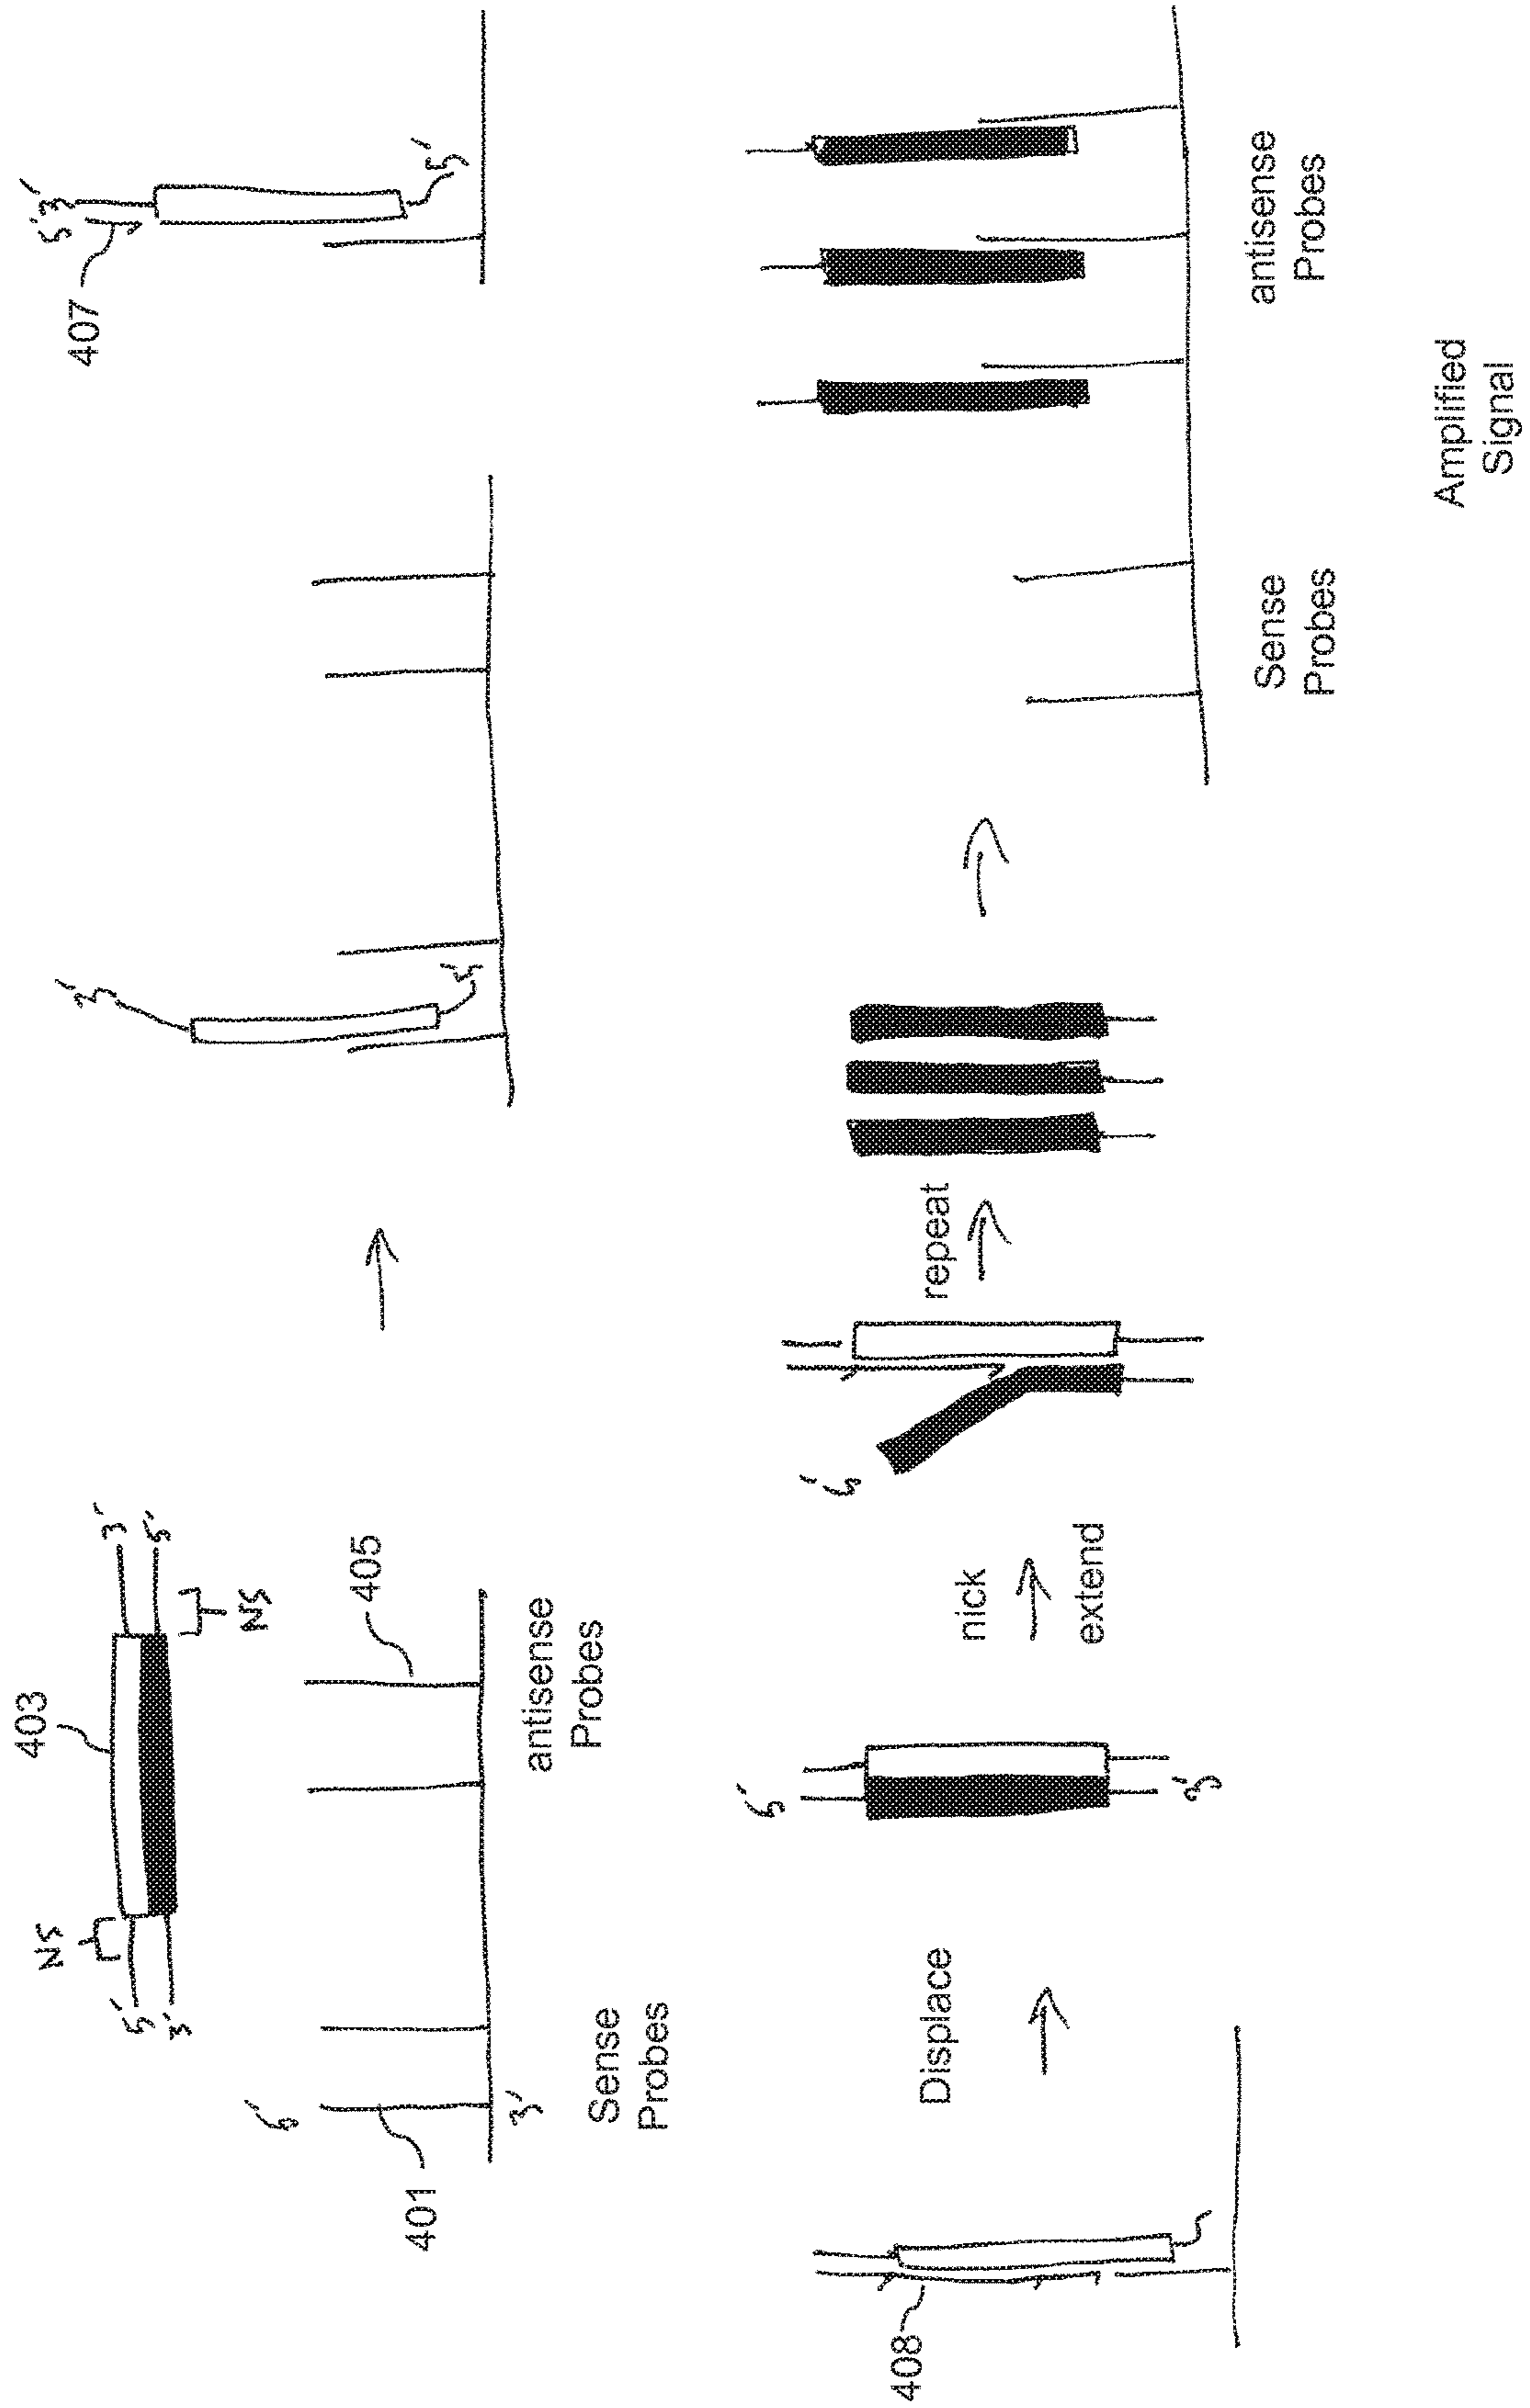 403
NS
5'
3'
3'
5'
NS
5'
401
3'
405
Sense
Probes
antisense
Probes
3'
5'
5' 3'
407
5'
408
Displace
5'
3'
nick
extend
5'
repeat
Sense
Probes
antisense
Probes
Amplified
Signal